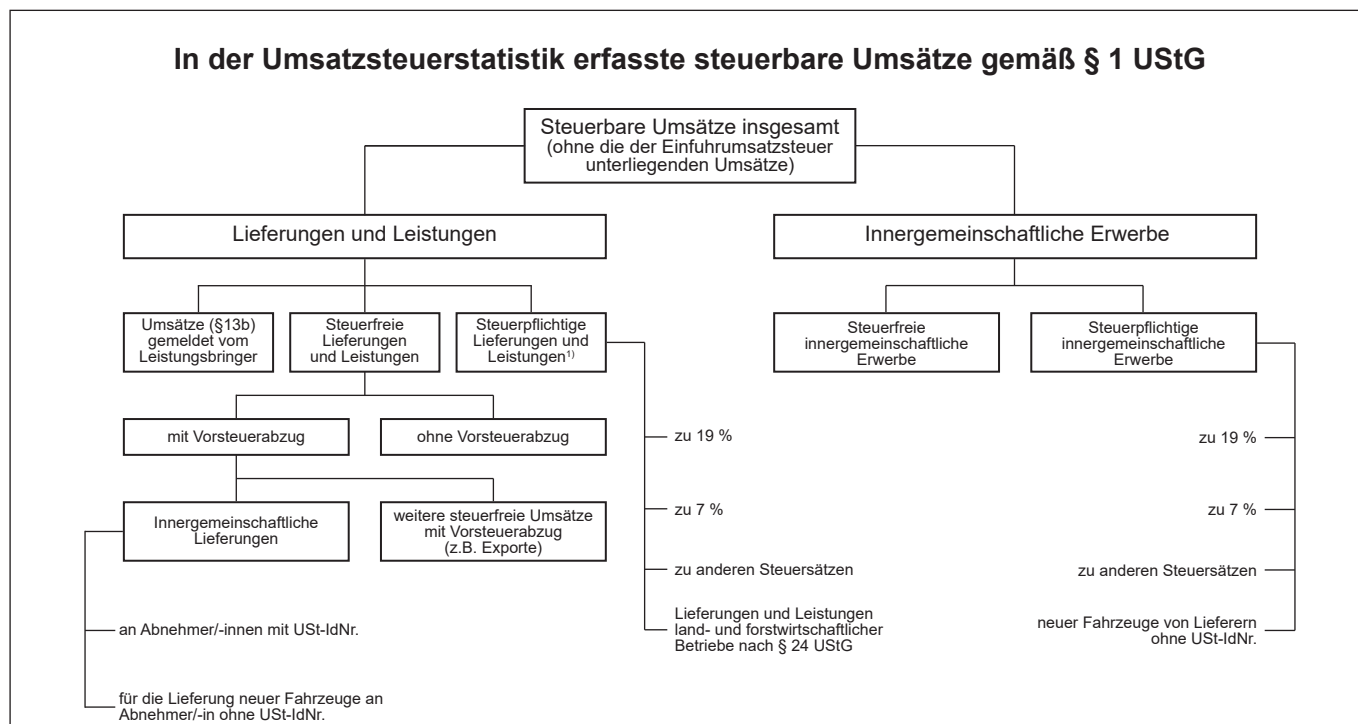 In der Umsatzsteuerstatistik erfasste steuerbare Umsätze gemäß § 1 UStG
Steuerbare Umsätze insgesamt
(ohne die der Einfuhrumsatzsteuer
unterliegenden Umsätze)
Lieferungen und Leistungen
Innergemeinschaftliche Erwerbe
Umsätze (§13b)
gemeldet vom
Leistungsbringer
Steuerfreie
Lieferungen
und Leistungen
Steuerpflichtige
Lieferungen und
Leistungen¹⁾
Steuerfreie
innergemeinschaftliche
Erwerbe
Steuerpflichtige
innergemeinschaftliche
Erwerbe
mit Vorsteuerabzug
ohne Vorsteuerabzug
Innergemeinschaftliche
Lieferungen
weitere steuerfreie Umsätze
mit Vorsteuerabzug
(z.B. Exporte)
an Abnehmer/-innen mit USt-IdNr.
für die Lieferung neuer Fahrzeuge an
Abnehmer/-in ohne USt-IdNr.
zu 19 %
zu 7 %
zu anderen Steuersätzen
Lieferungen und Leistungen
land- und forstwirtschaftlicher
Betriebe nach § 24 UStG
zu 19 %
zu 7 %
zu anderen Steuersätzen
neuer Fahrzeuge von Lieferern
ohne USt-IdNr.